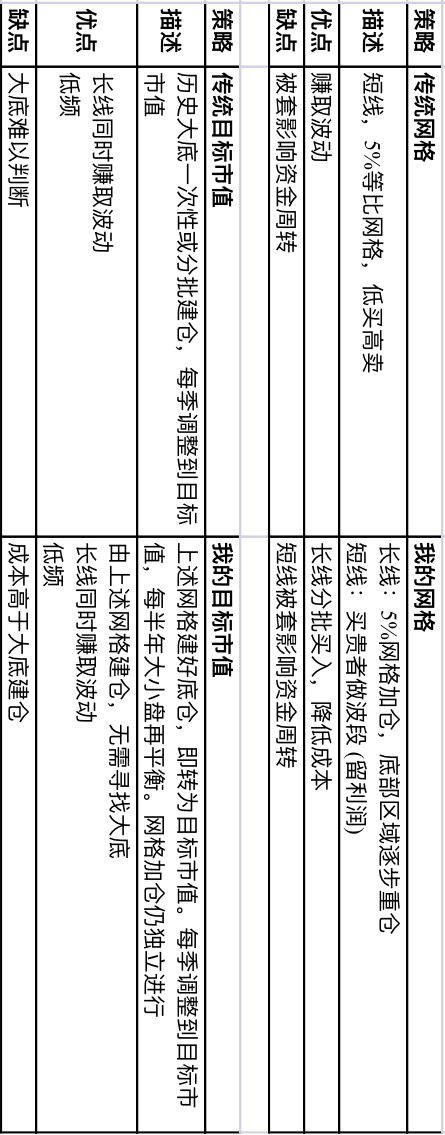 策略 传统网格 我的网格
描述 短线，5%等比网格，低买高卖 长线：5%网格加仓，底部区域逐步重仓
短线：买贵者做波段 (留利润)
优点 赚取波动 长线分批买入，降低成本
缺点 被套影响资金周转 短线被套影响资金周转
策略 传统目标市值 我的目标市值
描述 历史大底一次性或分批建仓，每季调整到目标 上述网格建好底仓，即转为目标市值。每季调整到目标市
市值 值，每半年大小盘再平衡。网格加仓仍独立进行
优点 长线同时赚取波动 由上述网格建仓，无需寻找大底
低频 长线同时赚取波动
低频
缺点 大底难以判断 成本高于大底建仓